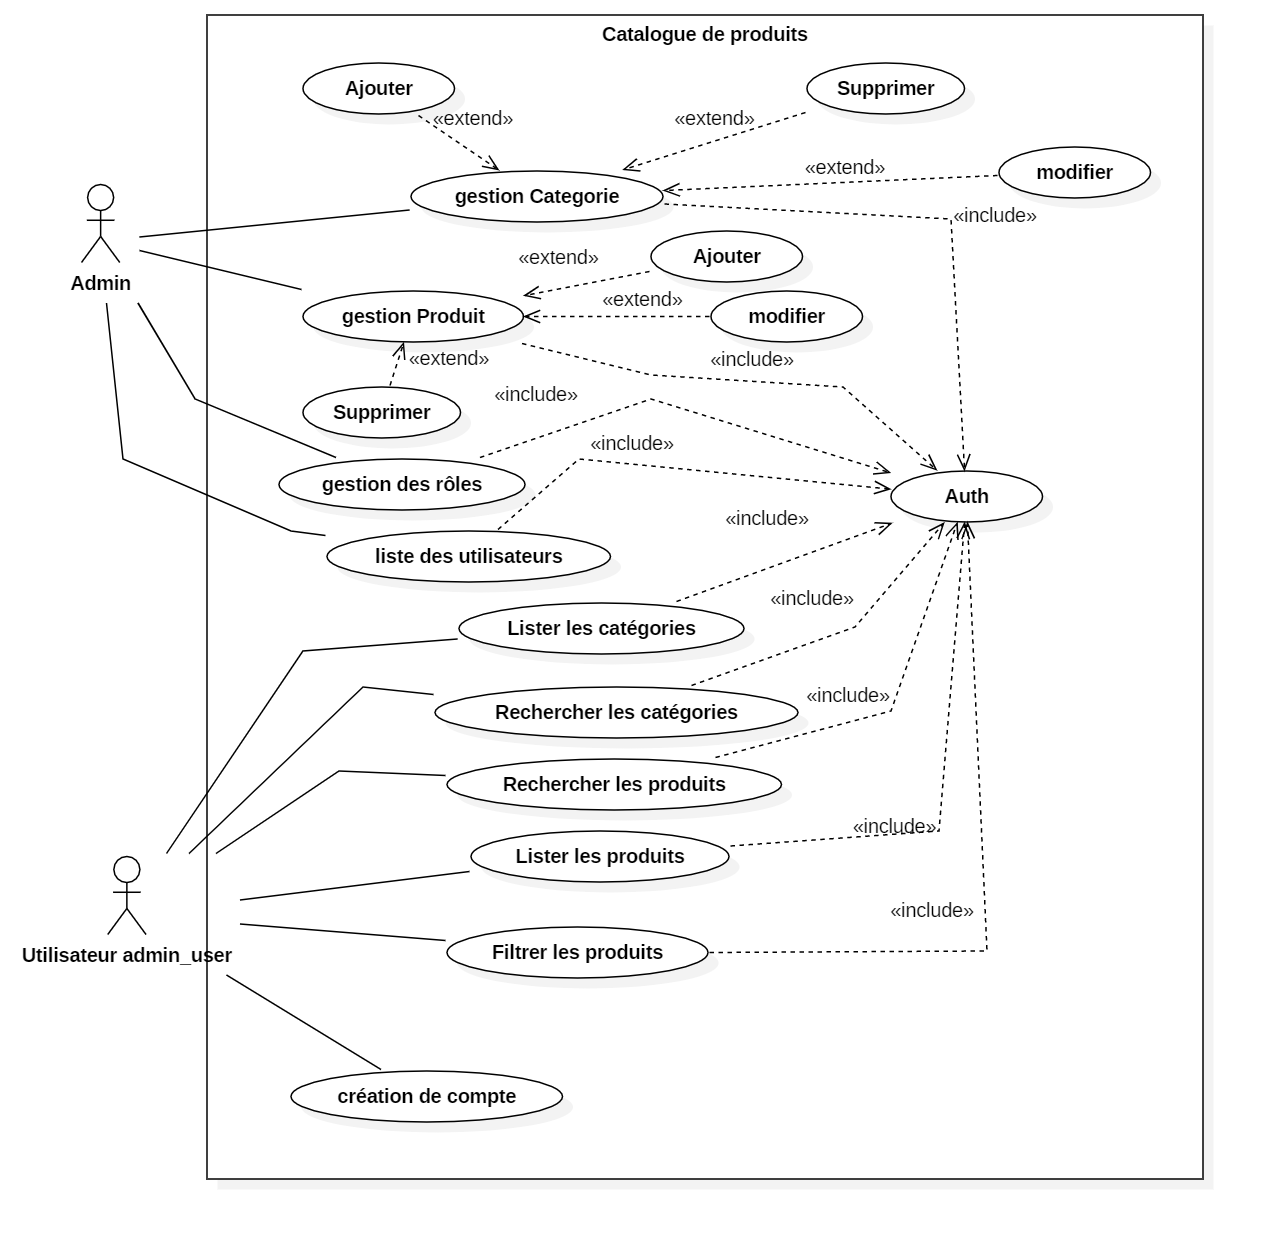 Catalogue de produits
Ajouter
Supprimer
«extend»
«extend»
modifier
«extend»
gestion Categorie
«include»
Admin
Ajouter
«extend»
modifier
«extend»
gestion Produit
«extend»
«include»
Supprimer
«include»
«include»
gestion des rôles
Auth
«include»
liste des utilisateurs
«include»
Lister les catégories
«include»
Rechercher les catégories
Rechercher les produits
«include»
Lister les produits
«include»
Filtrer les produits
Utilisateur admin_user
création de compte